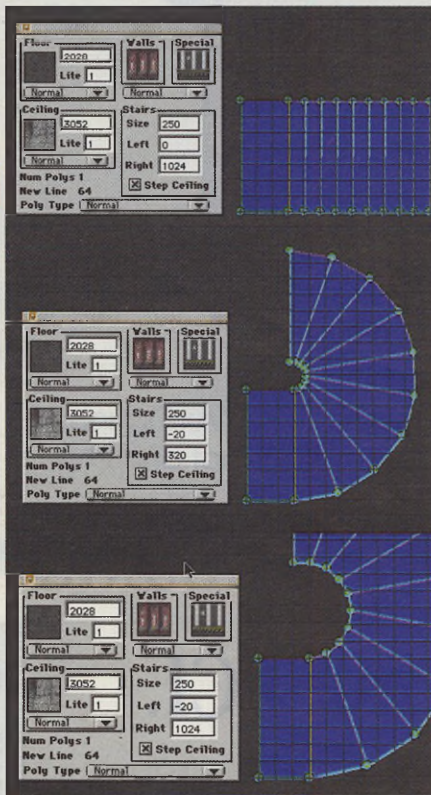 Floor Walls Special
2028
Lite 1
Normal Normal
Ceiling Stairs
3052 Size 250
Lite 1 Left 0
Normal Right 1024
Num Polys 1 Step Ceiling
New Line 64
Poly Type Normal
Floor Walls Special
2028
Lite 1
Normal Normal
Ceiling Stairs
3052 Size 250
Lite 1 Left -20
Normal Right 320
Num Polys 1 Step Ceiling
New Line 64
Poly Type Normal
Floor Walls Special
2028
Lite 1
Normal Normal
Ceiling Stairs
3052 Size 250
Lite 1 Left -20
Normal Right 1024
Num Polys 1 Step Ceiling
New Line 64
Poly Type Normal